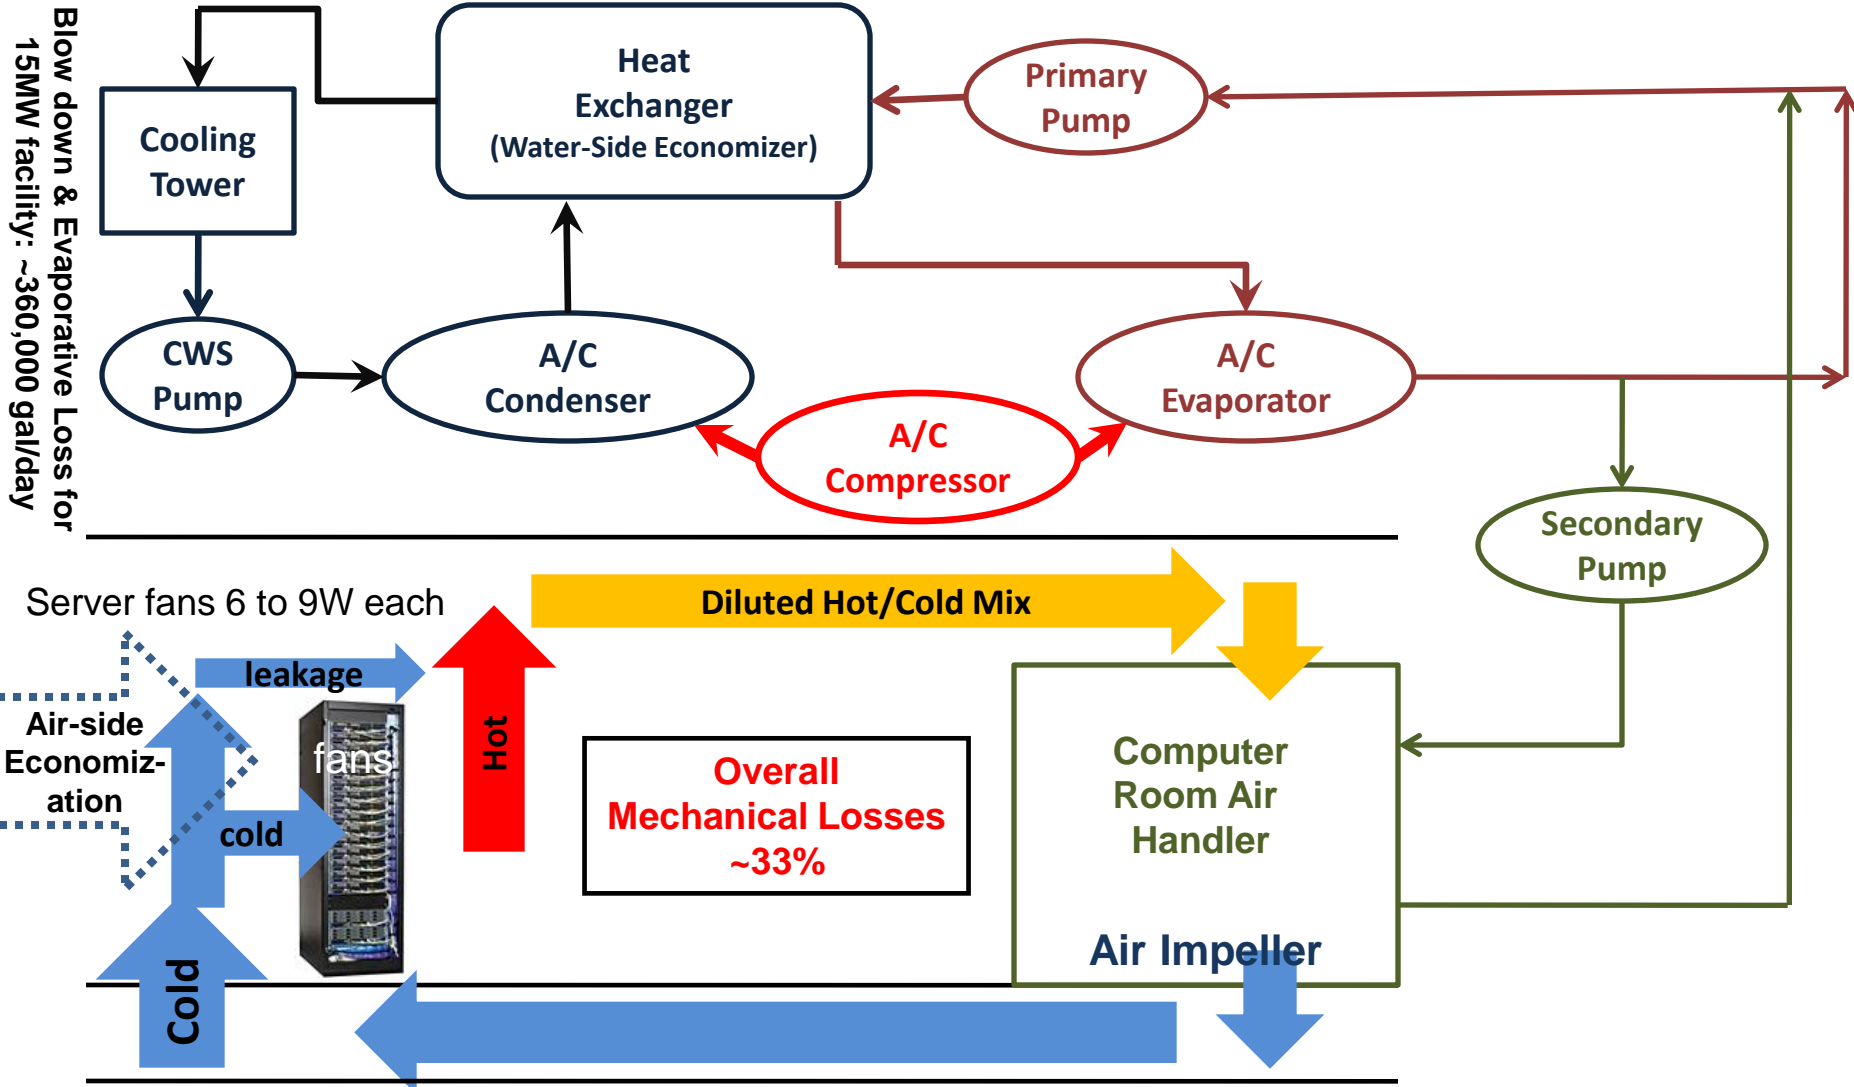 Blow down & Evaporative Loss for
15MW facility: ~360,000 gal/day
Heat
Exchanger
(Water-Side Economizer)
Primary
Pump
Cooling
Tower
CWS
Pump
A/C
Condenser
A/C
Compressor
A/C
Evaporator
Secondary
Pump
Server fans 6 to 9W each
Diluted Hot/Cold Mix
leakage
Air-side
Economiz-
ation
fans
Hot
cold
Cold
Overall
Mechanical Losses
~33%
Computer
Room Air
Handler
Air Impeller